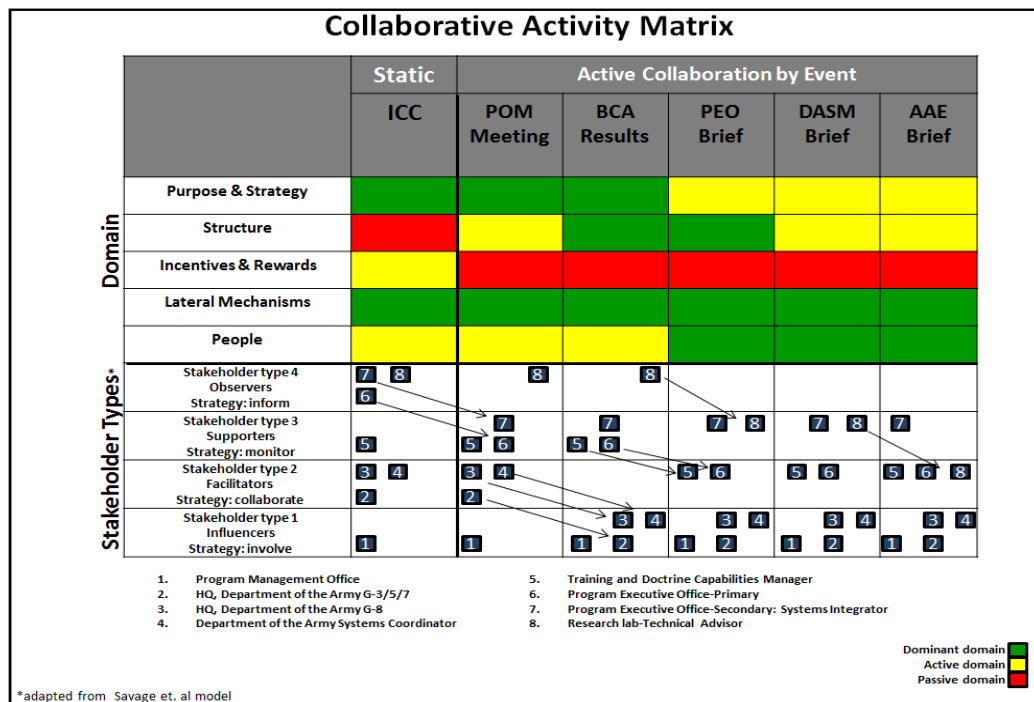 Collaborative Activity Matrix
Static
Active Collaboration by Event
ICC
POM
Meeting
BCA
Results
PEO
Brief
DASM
Brief
AAE
Brief
Domain
Purpose & Strategy
Structure
Incentives & Rewards
Lateral Mechanisms
People
Stakeholder Types*
Stakeholder type 4
Observers
Strategy: inform
7 8
6
8
8
Stakeholder type 3
Supporters
Strategy: monitor
5
7
5 6
7
5 6
7 8
7 8
7
Stakeholder type 2
Facilitators
Strategy: collaborate
3 4
2
3 4
2
5 6
5 6
5 6 8
Stakeholder type 1
Influencers
Strategy: involve
1
1
3 4
1 2
3 4
1 2
3 4
1 2
3 4
1 2
1. Program Management Office
2. HQ, Department of the Army G-3/5/7
3. HQ, Department of the Army G-8
4. Department of the Army Systems Coordinator
5. Training and Doctrine Capabilities Manager
6. Program Executive Office-Primary
7. Program Executive Office-Secondary: Systems Integrator
8. Research lab-Technical Advisor
Dominant domain
Active domain
Passive domain
*adapted from Savage et. al model